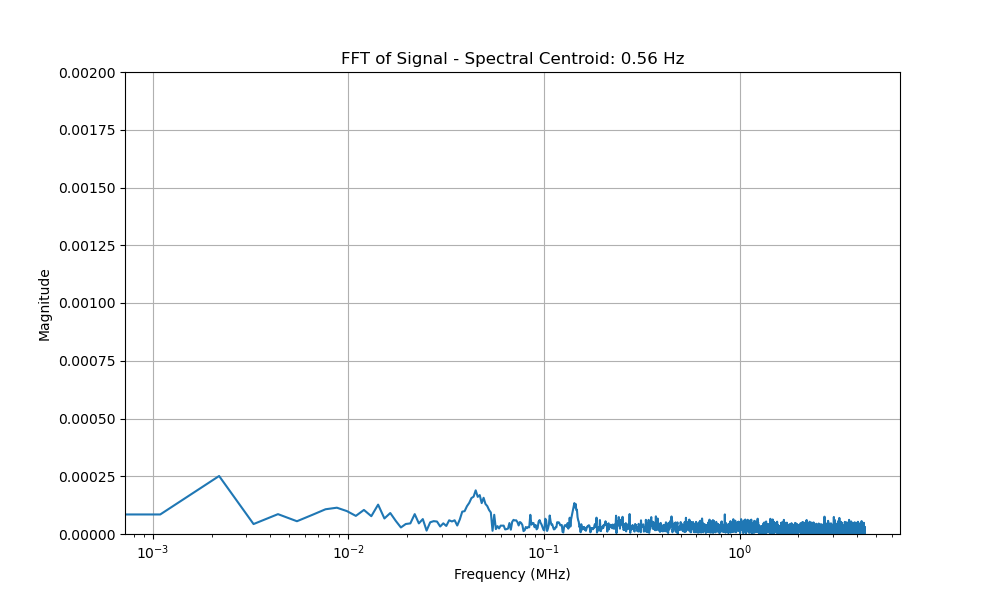 FFT of Signal - Spectral Centroid: 0.56 Hz
0.00200
0.00175
0.00150
0.00125
0.00100
0.00075
0.00050
0.00025
0.00000
Magnitude
10⁻³ 10⁻² 10⁻¹ 10⁰
Frequency (MHz)